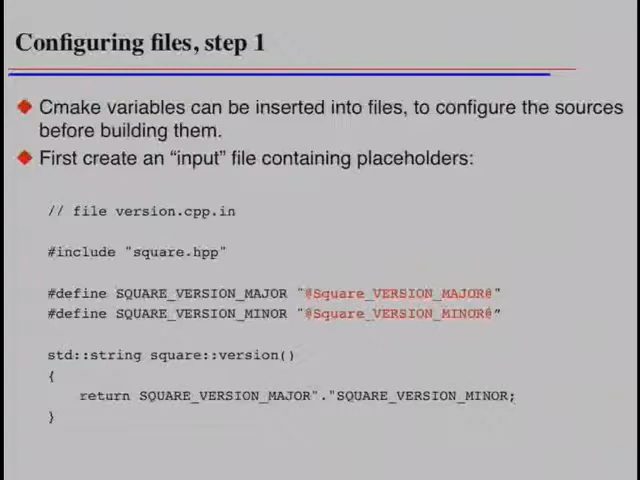 Configuring files, step 1
Cmake variables can be inserted into files, to configure the sources
before building them.
First create an “input” file containing placeholders:
// file version.cpp.in
#include "square.hpp"
#define SQUARE_VERSION_MAJOR "@Square_VERSION_MAJOR@"
#define SQUARE_VERSION_MINOR "@Square_VERSION_MINOR@”
std::string square::version()
{
return SQUARE_VERSION_MAJOR"."SQUARE_VERSION_MINOR;
}